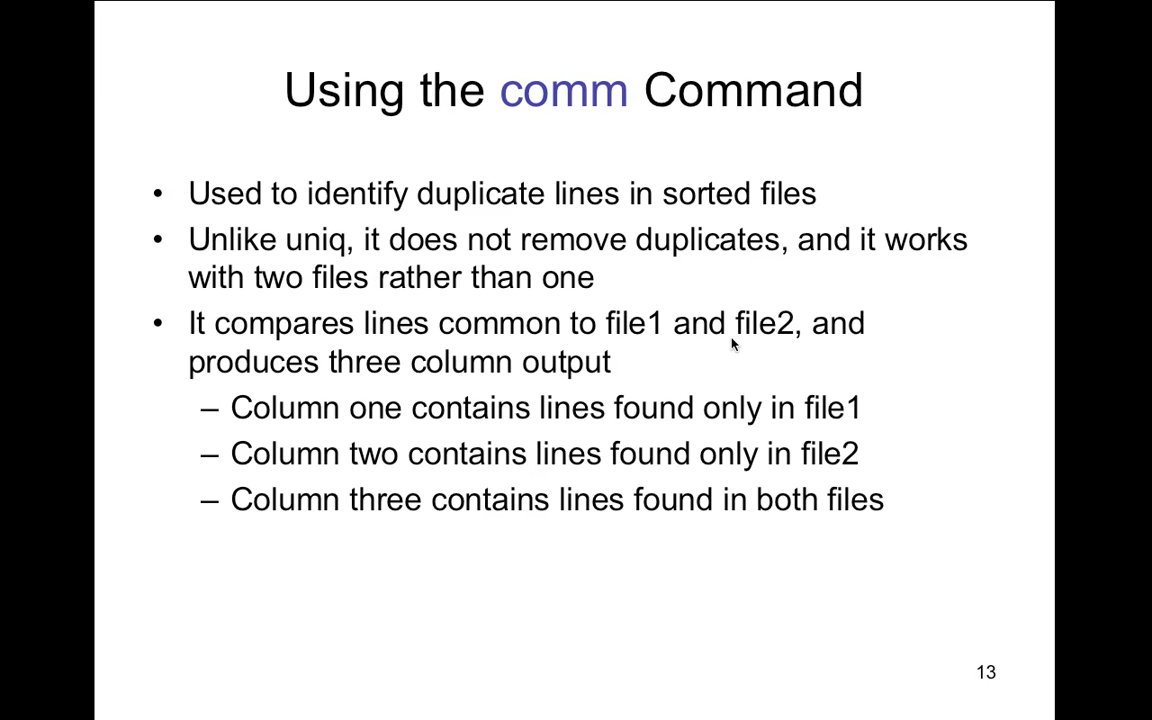 Using the comm Command
• Used to identify duplicate lines in sorted files
• Unlike uniq, it does not remove duplicates, and it works
with two files rather than one
• It compares lines common to file1 and file2, and
produces three column output
– Column one contains lines found only in file1
– Column two contains lines found only in file2
– Column three contains lines found in both files
13